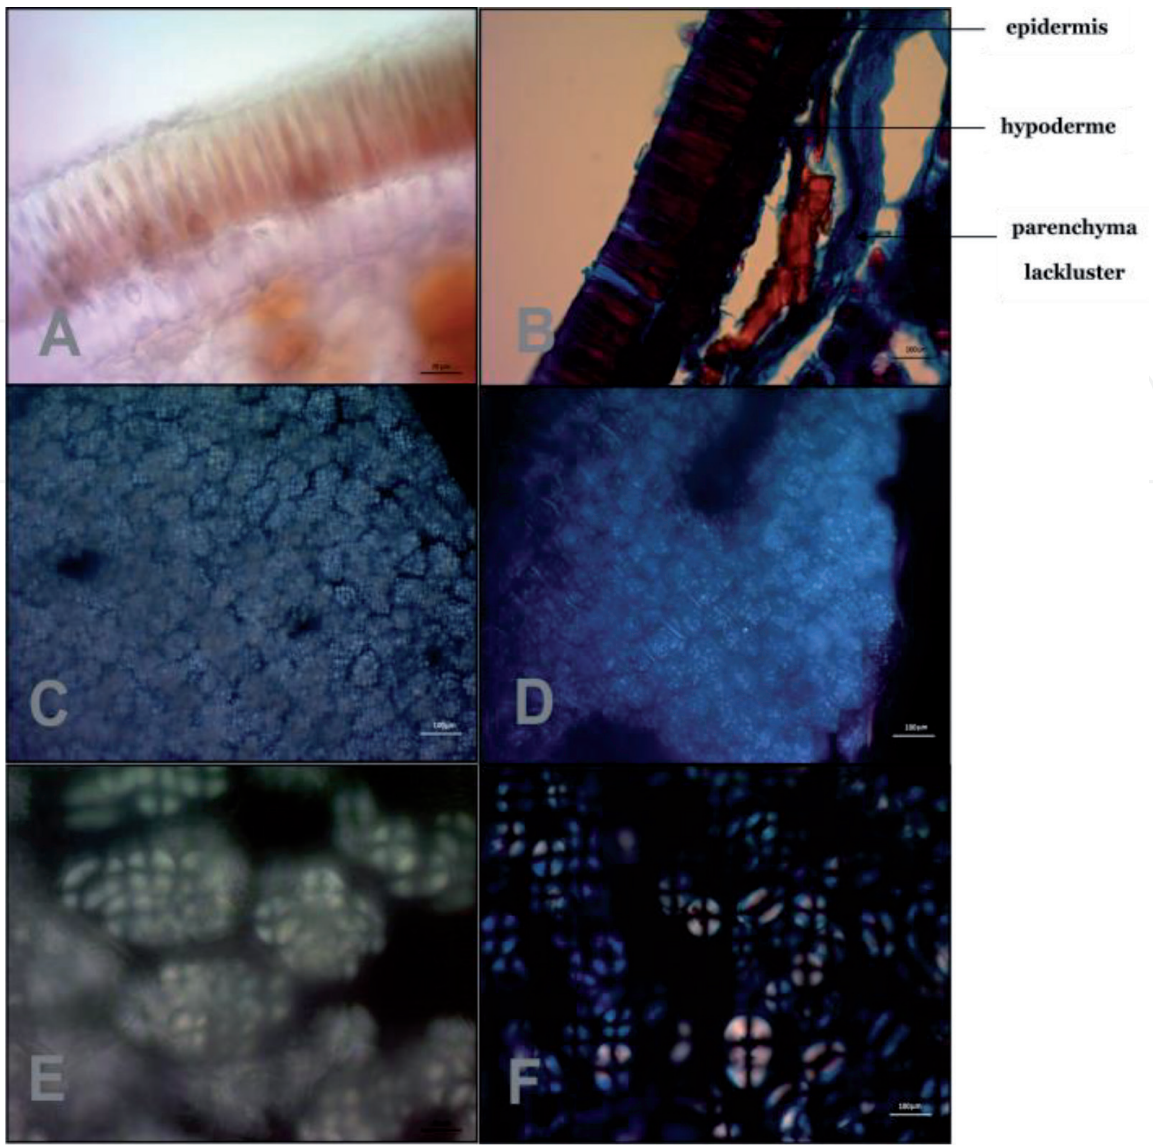 epidermis
hypoderme
parenchyma
lackluster
A
B
100µm
C
100µm
D
100µm
E
F
100µm